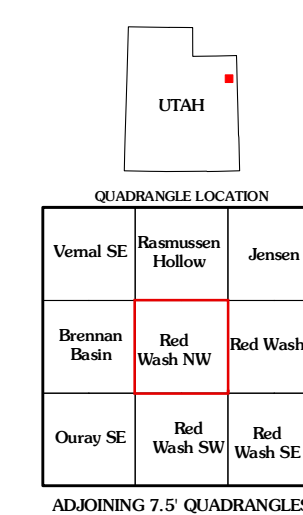 UTAH
QUADRANGLE LOCATION
Vernal SE
Rasmussen
Hollow
Jensen
Brennan
Basin
Red
Wash NW
Red Wash
Ouray SE
Red
Wash SW
Red
Wash SE
ADJOINING 7.5' QUADRANGLES